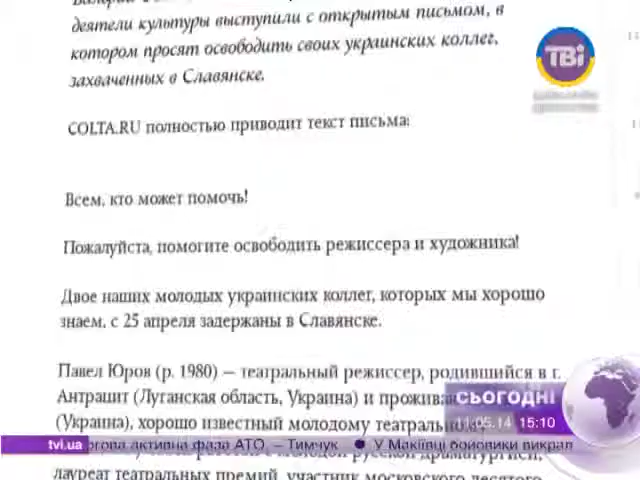 деятели культуры выступили с открытым письмом, в
котором просят освободить своих украинских коллег,
захваченных в Славянске.
COLTA.RU полностью приводит текст письма:
Всем, кто может помочь!
Пожалуйста, помогите освободить режиссера и художника!
Двое наших молодых украинских коллег, которых мы хорошо
знаем, с 25 апреля задержаны в Славянске.
Павел Юров (р. 1980) — театральный режиссер, родившийся в г.
Антрацит (Луганская область, Украина) и
(Украина), хорошо известный молодому
лауреат театральных премий, участник московского
ТВі
СЬОГОДНІ
11.05.14 15:10
tvi.ua активна фаза АТО, – Тимчук ● У Макіївці бойовики викрал